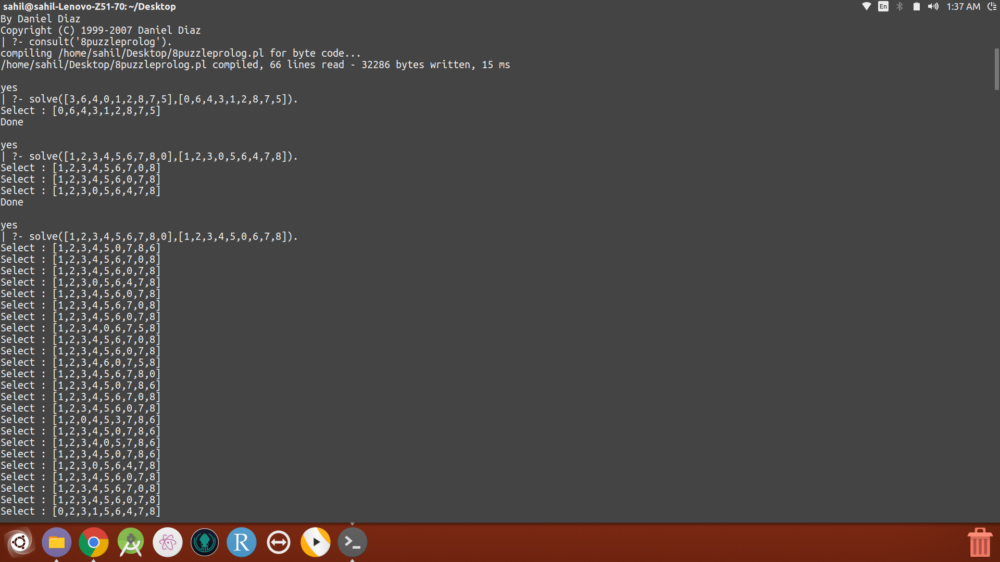 sahil@sahil-Lenovo-Z51-70: ~/Desktop
En
1:37 AM
By Daniel Diaz
Copyright (C) 1999-2007 Daniel Diaz
| ?- consult('8puzzleprolog').
compiling /home/sahil/Desktop/8puzzleprolog.pl for byte code...
/home/sahil/Desktop/8puzzleprolog.pl compiled, 66 lines read - 32286 bytes written, 15 ms
yes
| ?- solve([3,6,4,0,1,2,8,7,5],[0,6,4,3,1,2,8,7,5]).
Select : [0,6,4,3,1,2,8,7,5]
Done
yes
| ?- solve([1,2,3,4,5,6,7,8,0],[1,2,3,0,5,6,4,7,8]).
Select : [1,2,3,4,5,6,7,0,8]
Select : [1,2,3,4,5,6,0,7,8]
Select : [1,2,3,0,5,6,4,7,8]
Done
yes
| ?- solve([1,2,3,4,5,6,7,8,0],[1,2,3,4,5,0,6,7,8]).
Select : [1,2,3,4,5,0,7,8,6]
Select : [1,2,3,4,5,6,7,0,8]
Select : [1,2,3,4,5,6,0,7,8]
Select : [1,2,3,0,5,6,4,7,8]
Select : [1,2,3,4,5,6,0,7,8]
Select : [1,2,3,4,5,6,7,0,8]
Select : [1,2,3,4,5,6,0,7,8]
Select : [1,2,3,4,0,6,7,5,8]
Select : [1,2,3,4,5,6,7,0,8]
Select : [1,2,3,4,5,6,0,7,8]
Select : [1,2,3,4,6,0,7,5,8]
Select : [1,2,3,4,5,6,7,8,0]
Select : [1,2,3,4,5,0,7,8,6]
Select : [1,2,3,4,5,6,7,0,8]
Select : [1,2,3,4,5,6,0,7,8]
Select : [1,2,0,4,5,3,7,8,6]
Select : [1,2,3,4,5,0,7,8,6]
Select : [1,2,3,4,0,5,7,8,6]
Select : [1,2,3,4,5,0,7,8,6]
Select : [1,2,3,0,5,6,4,7,8]
Select : [1,2,3,4,5,6,0,7,8]
Select : [1,2,3,4,5,6,7,0,8]
Select : [1,2,3,4,5,6,0,7,8]
Select : [0,2,3,1,5,6,4,7,8]
R